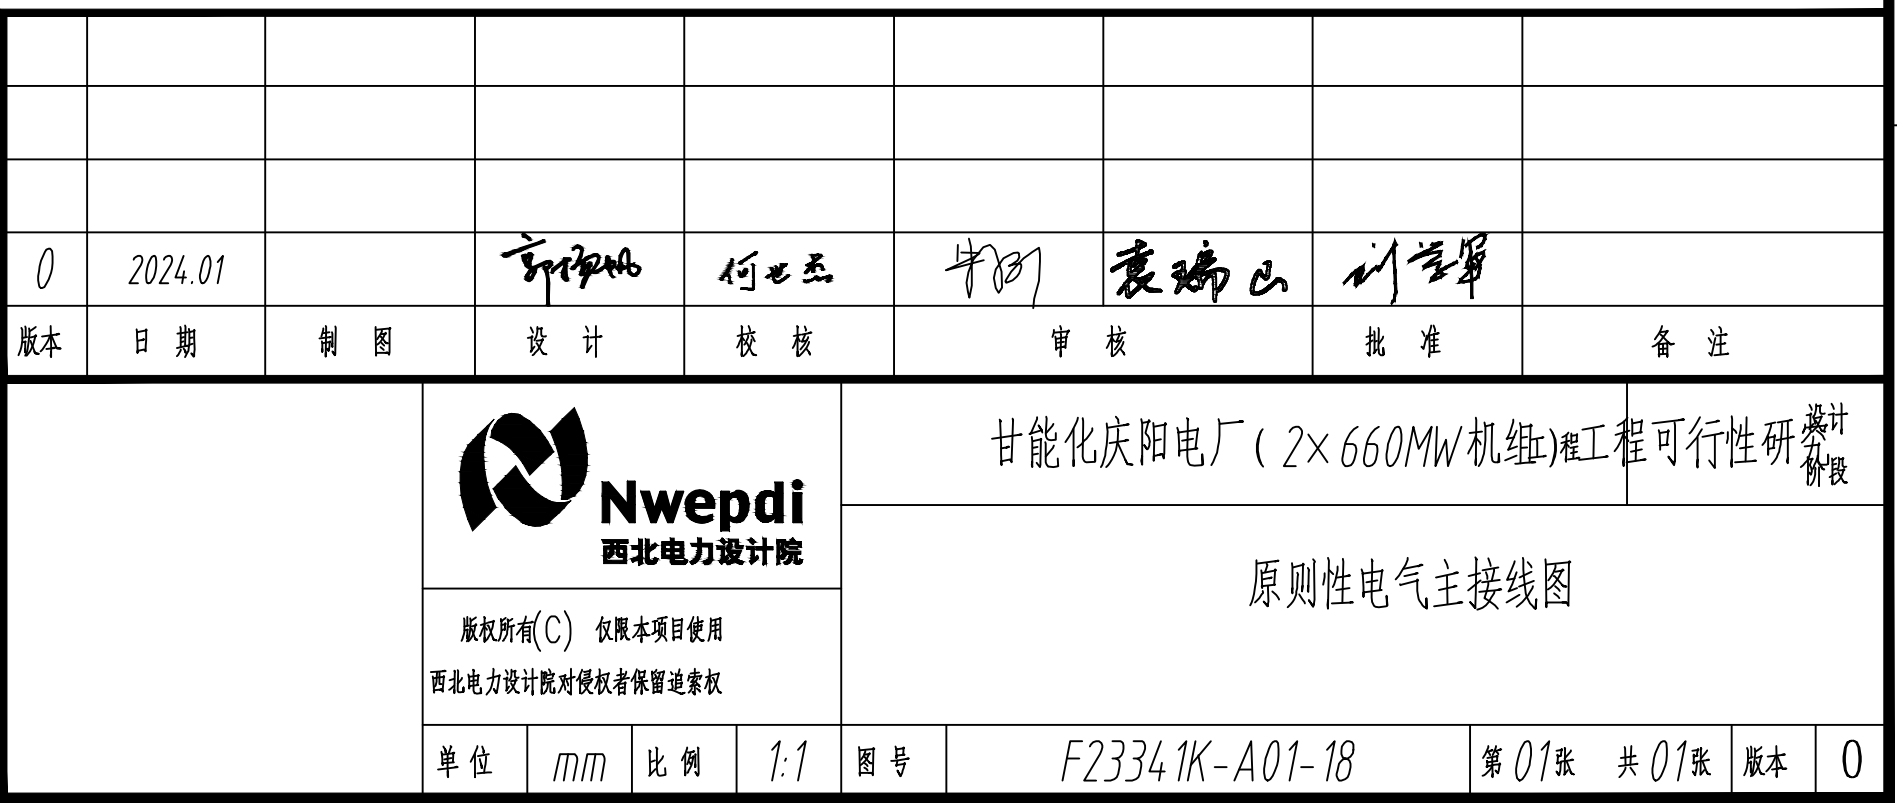 0 2024.01 何世杰 袁瑞山 刘学军
版本 日 期 制 图 设 计 校 核 审 核 批 准 备 注
甘能化庆阳电厂(2×660MW机组)工程可行性研究
工程
设计
阶段
Nwepdi
西北电力设计院
原则性电气主接线图
版权所有(C) 仅限本项目使用
西北电力设计院对侵权者保留追索权
单 位 mm 比 例 1:1 图 号 F23341K-A01-18 第 01 张 共 01 张 版本 0